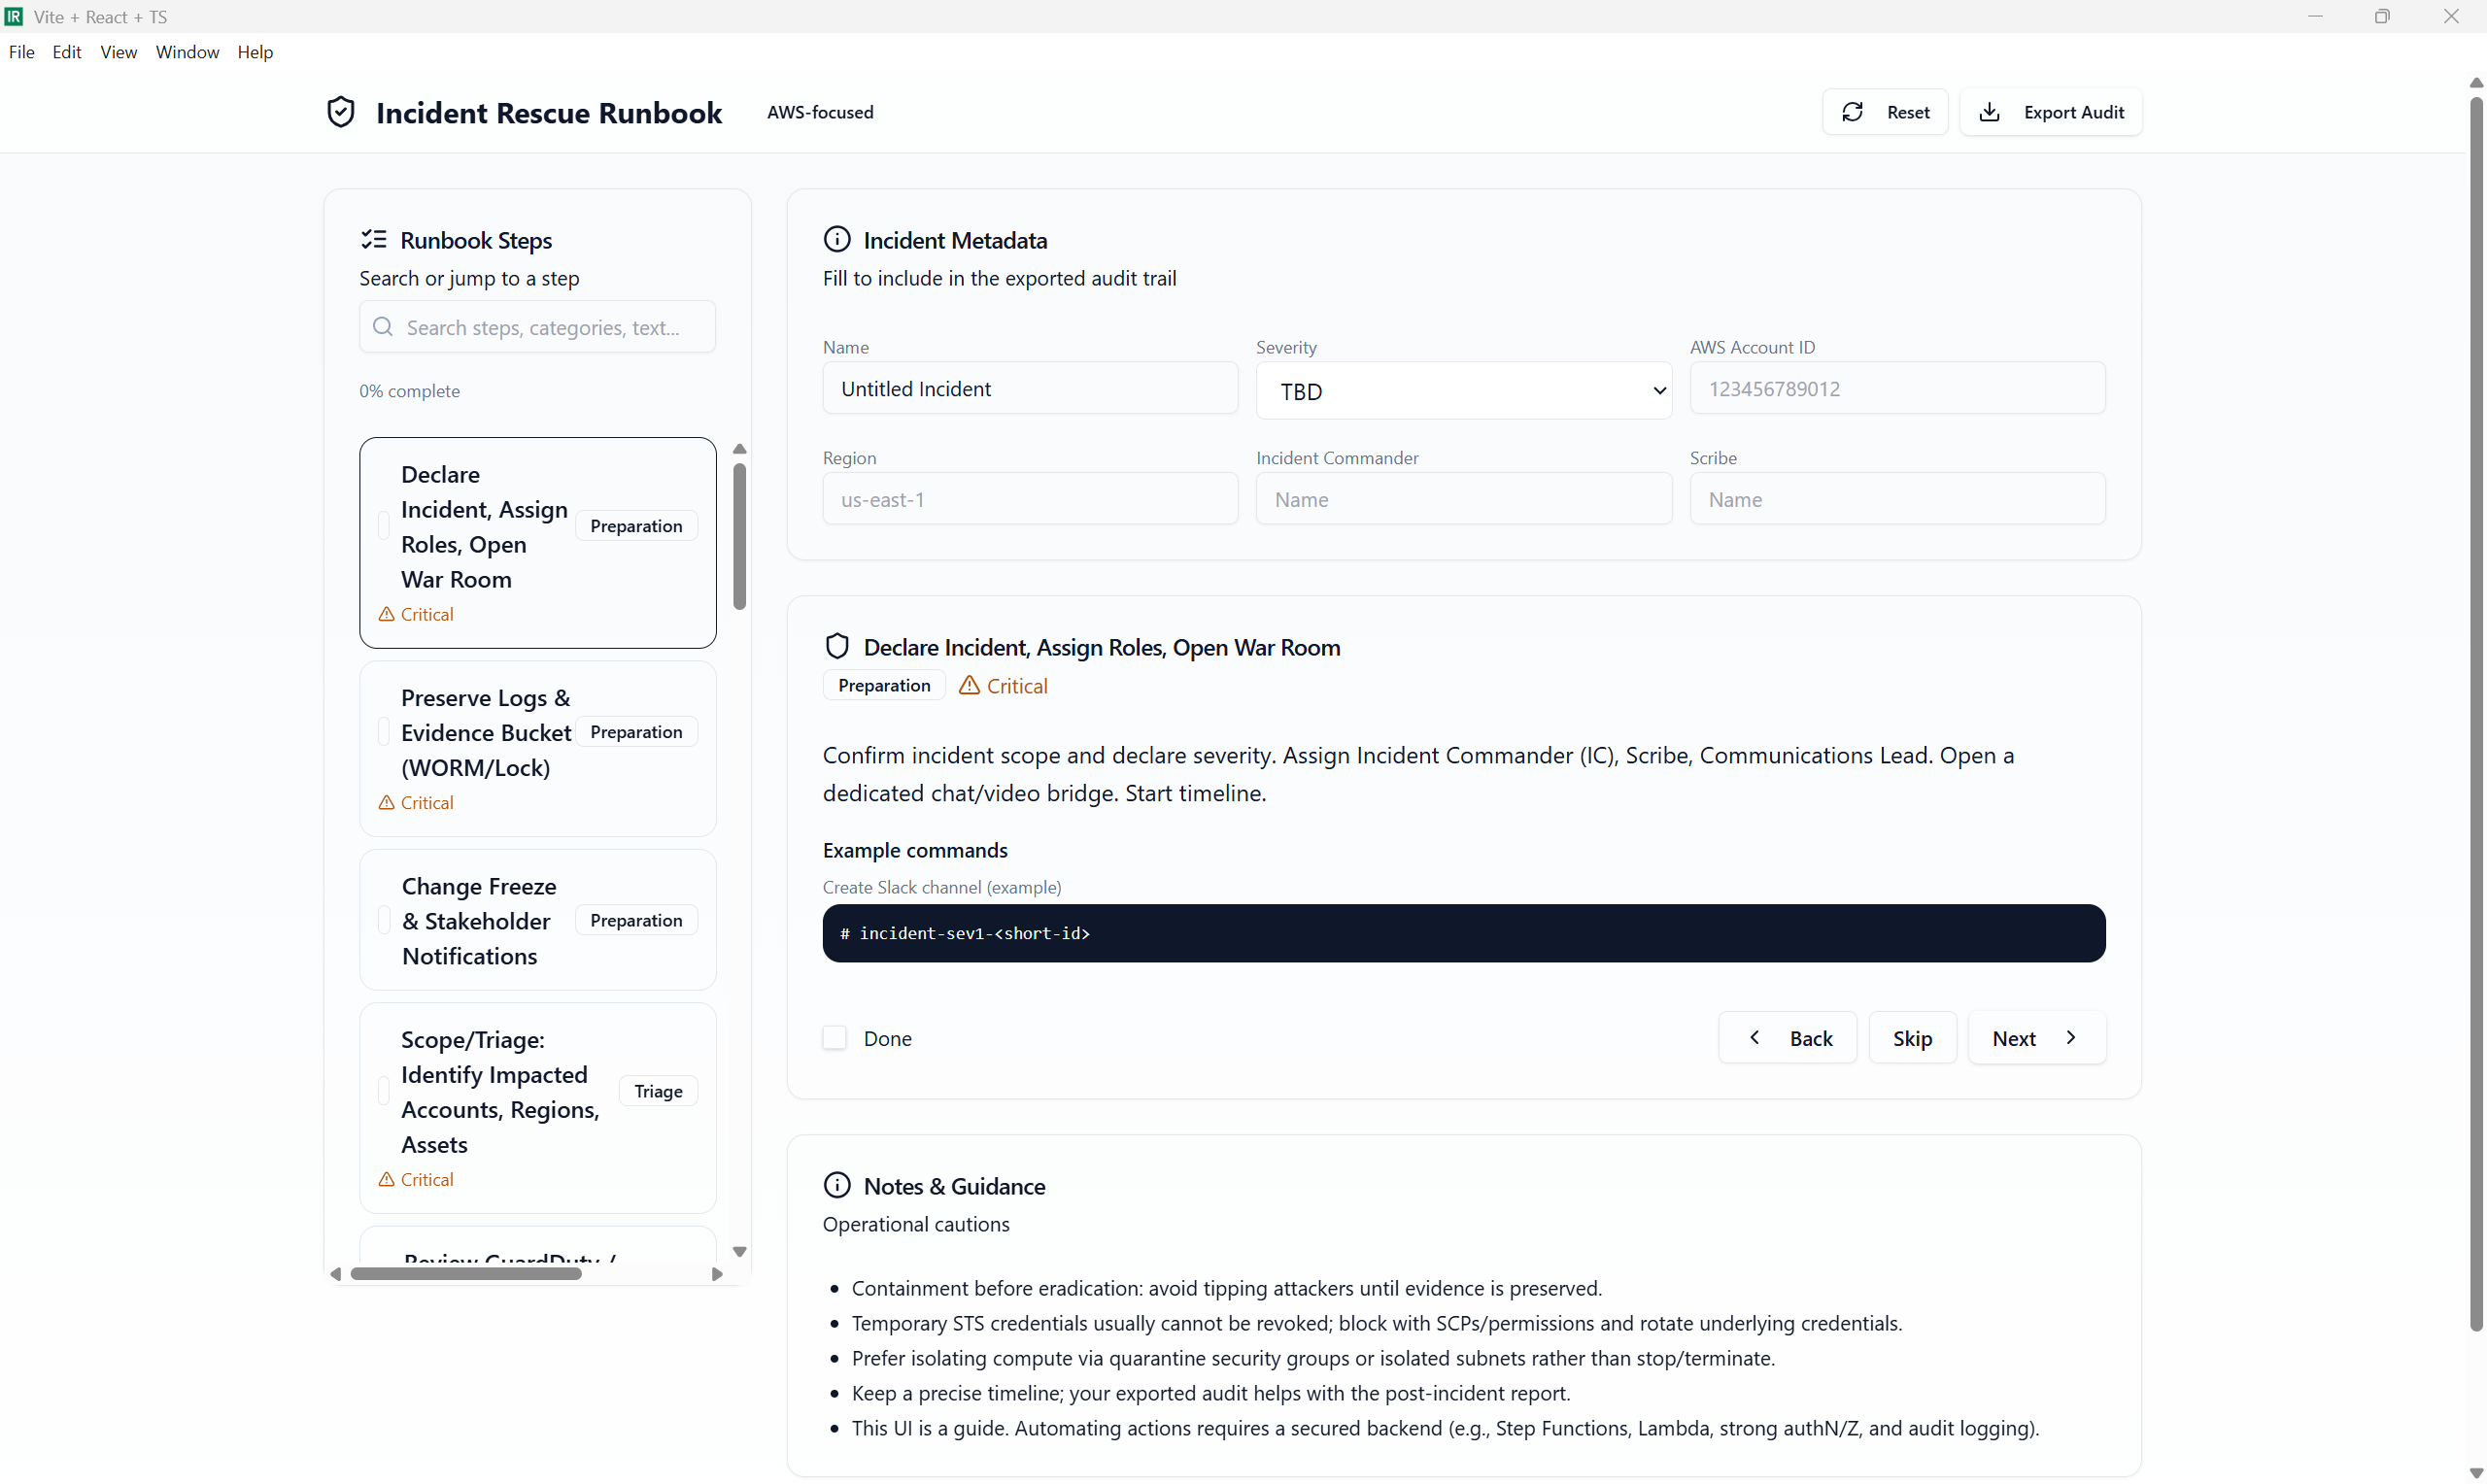 IR Vite + React + TS
File Edit View Window Help
Incident Rescue Runbook AWS-focused Reset Export Audit
Runbook Steps
Search or jump to a step
Search steps, categories, text...
0% complete
Declare
Incident, Assign
Roles, Open
War Room
Preparation
Critical
Preserve Logs &
Evidence Bucket
(WORM/Lock)
Preparation
Critical
Change Freeze
& Stakeholder
Notifications
Preparation
Scope/Triage:
Identify Impacted
Accounts, Regions,
Assets
Triage
Critical
Review GuardDuty /
Incident Metadata
Fill to include in the exported audit trail
Name Severity AWS Account ID
Untitled Incident TBD 123456789012
Region Incident Commander Scribe
us-east-1 Name Name
Declare Incident, Assign Roles, Open War Room
Preparation Critical
Confirm incident scope and declare severity. Assign Incident Commander (IC), Scribe, Communications Lead. Open a
dedicated chat/video bridge. Start timeline.
Example commands
Create Slack channel (example)
# incident-sev1-<short-id>
Done Back Skip Next
Notes & Guidance
Operational cautions
• Containment before eradication: avoid tipping attackers until evidence is preserved.
• Temporary STS credentials usually cannot be revoked; block with SCPs/permissions and rotate underlying credentials.
• Prefer isolating compute via quarantine security groups or isolated subnets rather than stop/terminate.
• Keep a precise timeline; your exported audit helps with the post-incident report.
• This UI is a guide. Automating actions requires a secured backend (e.g., Step Functions, Lambda, strong authN/Z, and audit logging).